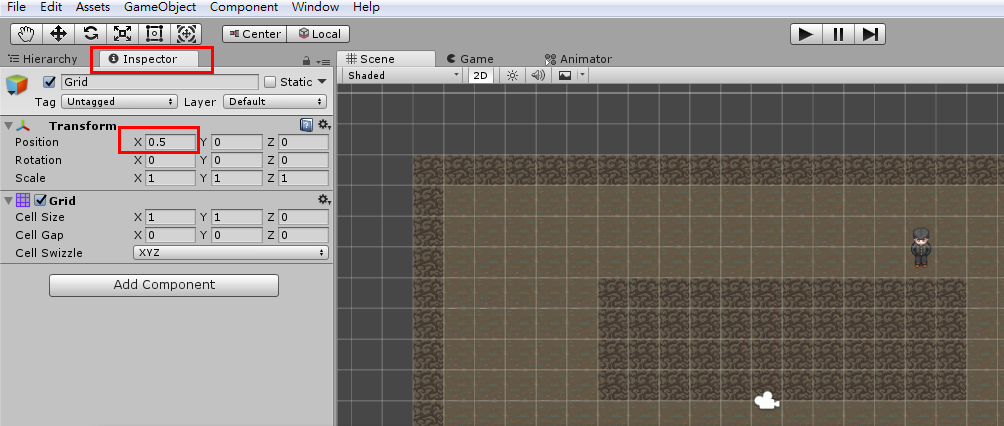 File Edit Assets GameObject Component Window Help
Center Local
Hierarchy Inspector Scene Game Animator
Shaded 2D
Grid Static
Tag Untagged Layer Default
Transform
Position X 0.5 Y 0 Z 0
Rotation X 0 Y 0 Z 0
Scale X 1 Y 1 Z 1
Grid
Cell Size X 1 Y 1 Z 0
Cell Gap X 0 Y 0 Z 0
Cell Swizzle XYZ
Add Component